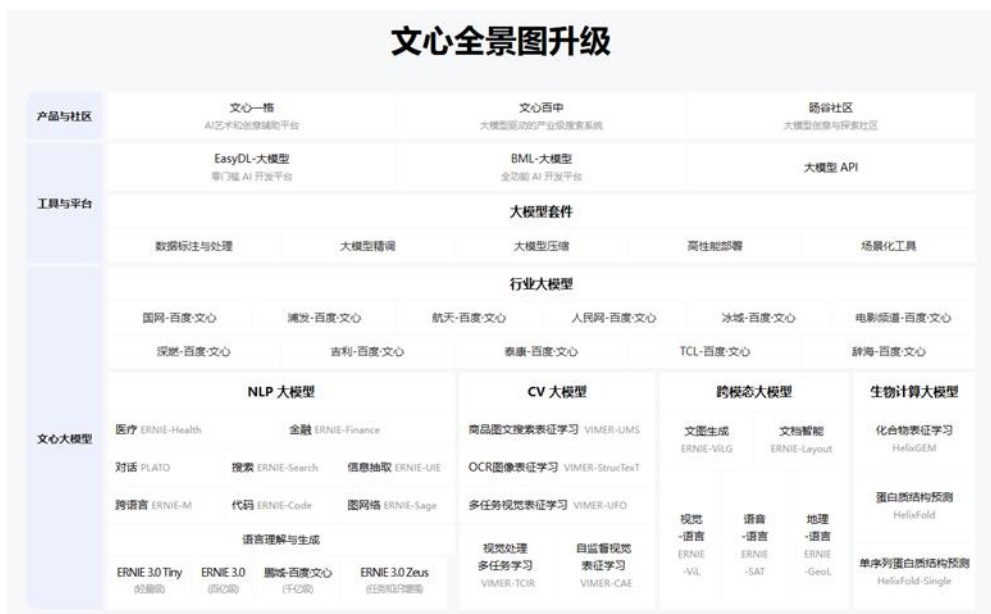 文心全景图升级
产品与社区
文心一格
AI艺术和创意辅助平台
文心百中
大模型驱动的产业级搜索系统
旸谷社区
大模型创意与探索社区
工具与平台
EasyDL-大模型
零门槛 AI 开发平台
BML-大模型
全功能 AI 开发平台
大模型 API
大模型套件
数据标注与处理 大模型精调 大模型压缩 高性能部署 场景化工具
文心大模型
行业大模型
国网-百度·文心 浦发-百度·文心 航天-百度·文心 人民网-百度·文心 冰城-百度·文心 电影频道-百度·文心
深燃-百度·文心 吉利-百度·文心 泰康-百度·文心 TCL-百度·文心 辞海-百度·文心
NLP 大模型
医疗 ERNIE-Health 金融 ERNIE-Finance
对话 PLATO 搜索 ERNIE-Search 信息抽取 ERNIE-UIE
跨语言 ERNIE-M 代码 ERNIE-Code 图网络 ERNIE-Sage
语言理解与生成
ERNIE 3.0 Tiny ERNIE 3.0 鹏城-百度·文心 ERNIE 3.0 Zeus
(轻量级) (百亿级) (千亿级) (任务知识增强)
CV 大模型
商品图文搜索表征学习 VIMER-UMS
OCR图像表征学习 VIMER-StrucTexT
多任务视觉表征学习 VIMER-UFO
视觉处理
多任务学习
VIMER-TCIR
自监督视觉
表征学习
VIMER-CAE
跨模态大模型
文图生成
ERNIE-ViLG
文档智能
ERNIE-Layout
视觉
-语言
ERNIE
-ViL
语音
-语言
ERNIE
-SAT
地理
-语言
ERNIE
-GeoL
生物计算大模型
化合物表征学习
HelixGEM
蛋白质结构预测
HelixFold
单序列蛋白质结构预测
HelixFold-Single